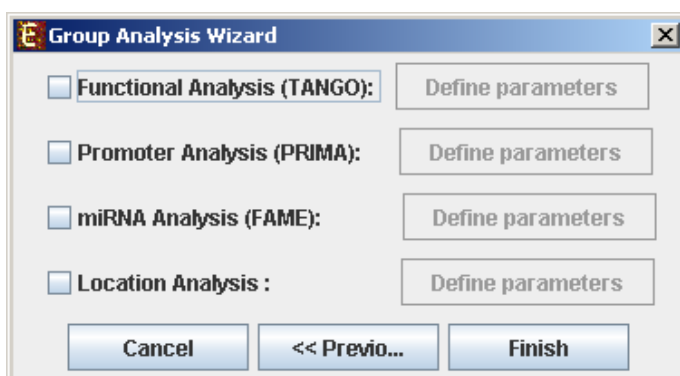 E Group Analysis Wizard
Functional Analysis (TANGO): Define parameters
Promoter Analysis (PRIMA): Define parameters
miRNA Analysis (FAME): Define parameters
Location Analysis : Define parameters
Cancel << Previo... Finish